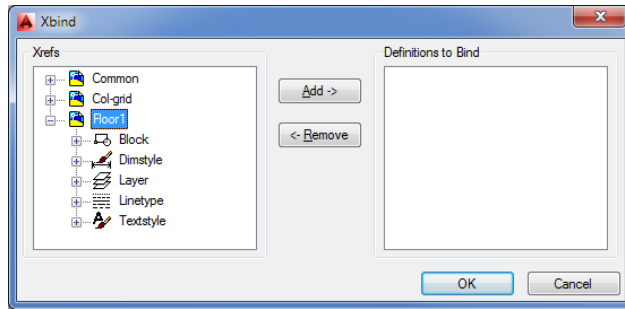 Xbind
Xrefs
Common
Col-grid
Floor1
Block
Dimstyle
Layer
Linetype
Textstyle
Add ->
<- Remove
Definitions to Bind
OK
Cancel